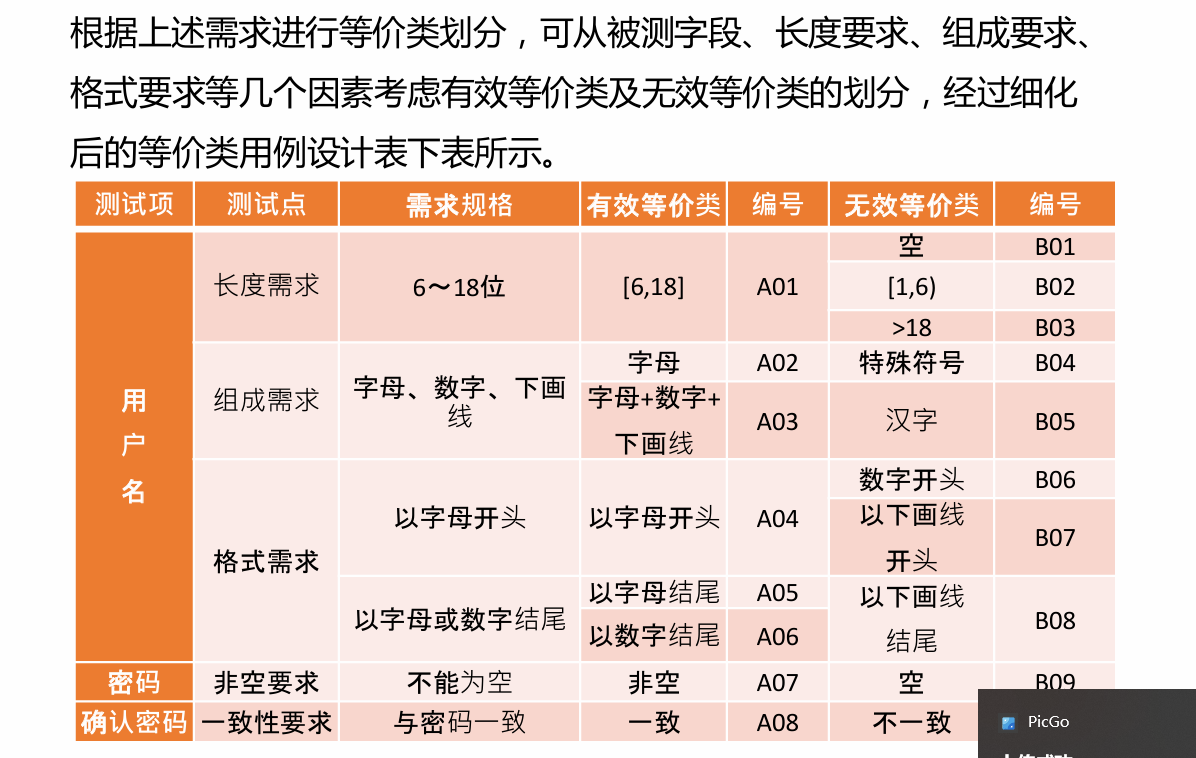 根据上述需求进行等价类划分，可从被测字段、长度要求、组成要求、
格式要求等几个因素考虑有效等价类及无效等价类的划分，经过细化
后的等价类用例设计表下表所示。
测试项 测试点 需求规格 有效等价类 编号 无效等价类 编号
用
户
名
长度需求 6～18位 [6,18] A01
空 B01
[1,6) B02
>18 B03
组成需求
字母、数字、下画
线
字母 A02 特殊符号 B04
字母+数字+
下画线
A03 汉字 B05
格式需求
以字母开头 以字母开头 A04
数字开头 B06
以下画线
开头
B07
以字母或数字结尾
以字母结尾 A05
以数字结尾 A06
以下画线
结尾
B08
密码 非空要求 不能为空 非空 A07 空 B09
确认密码 一致性要求 与密码一致 一致 A08 不一致
PicGo